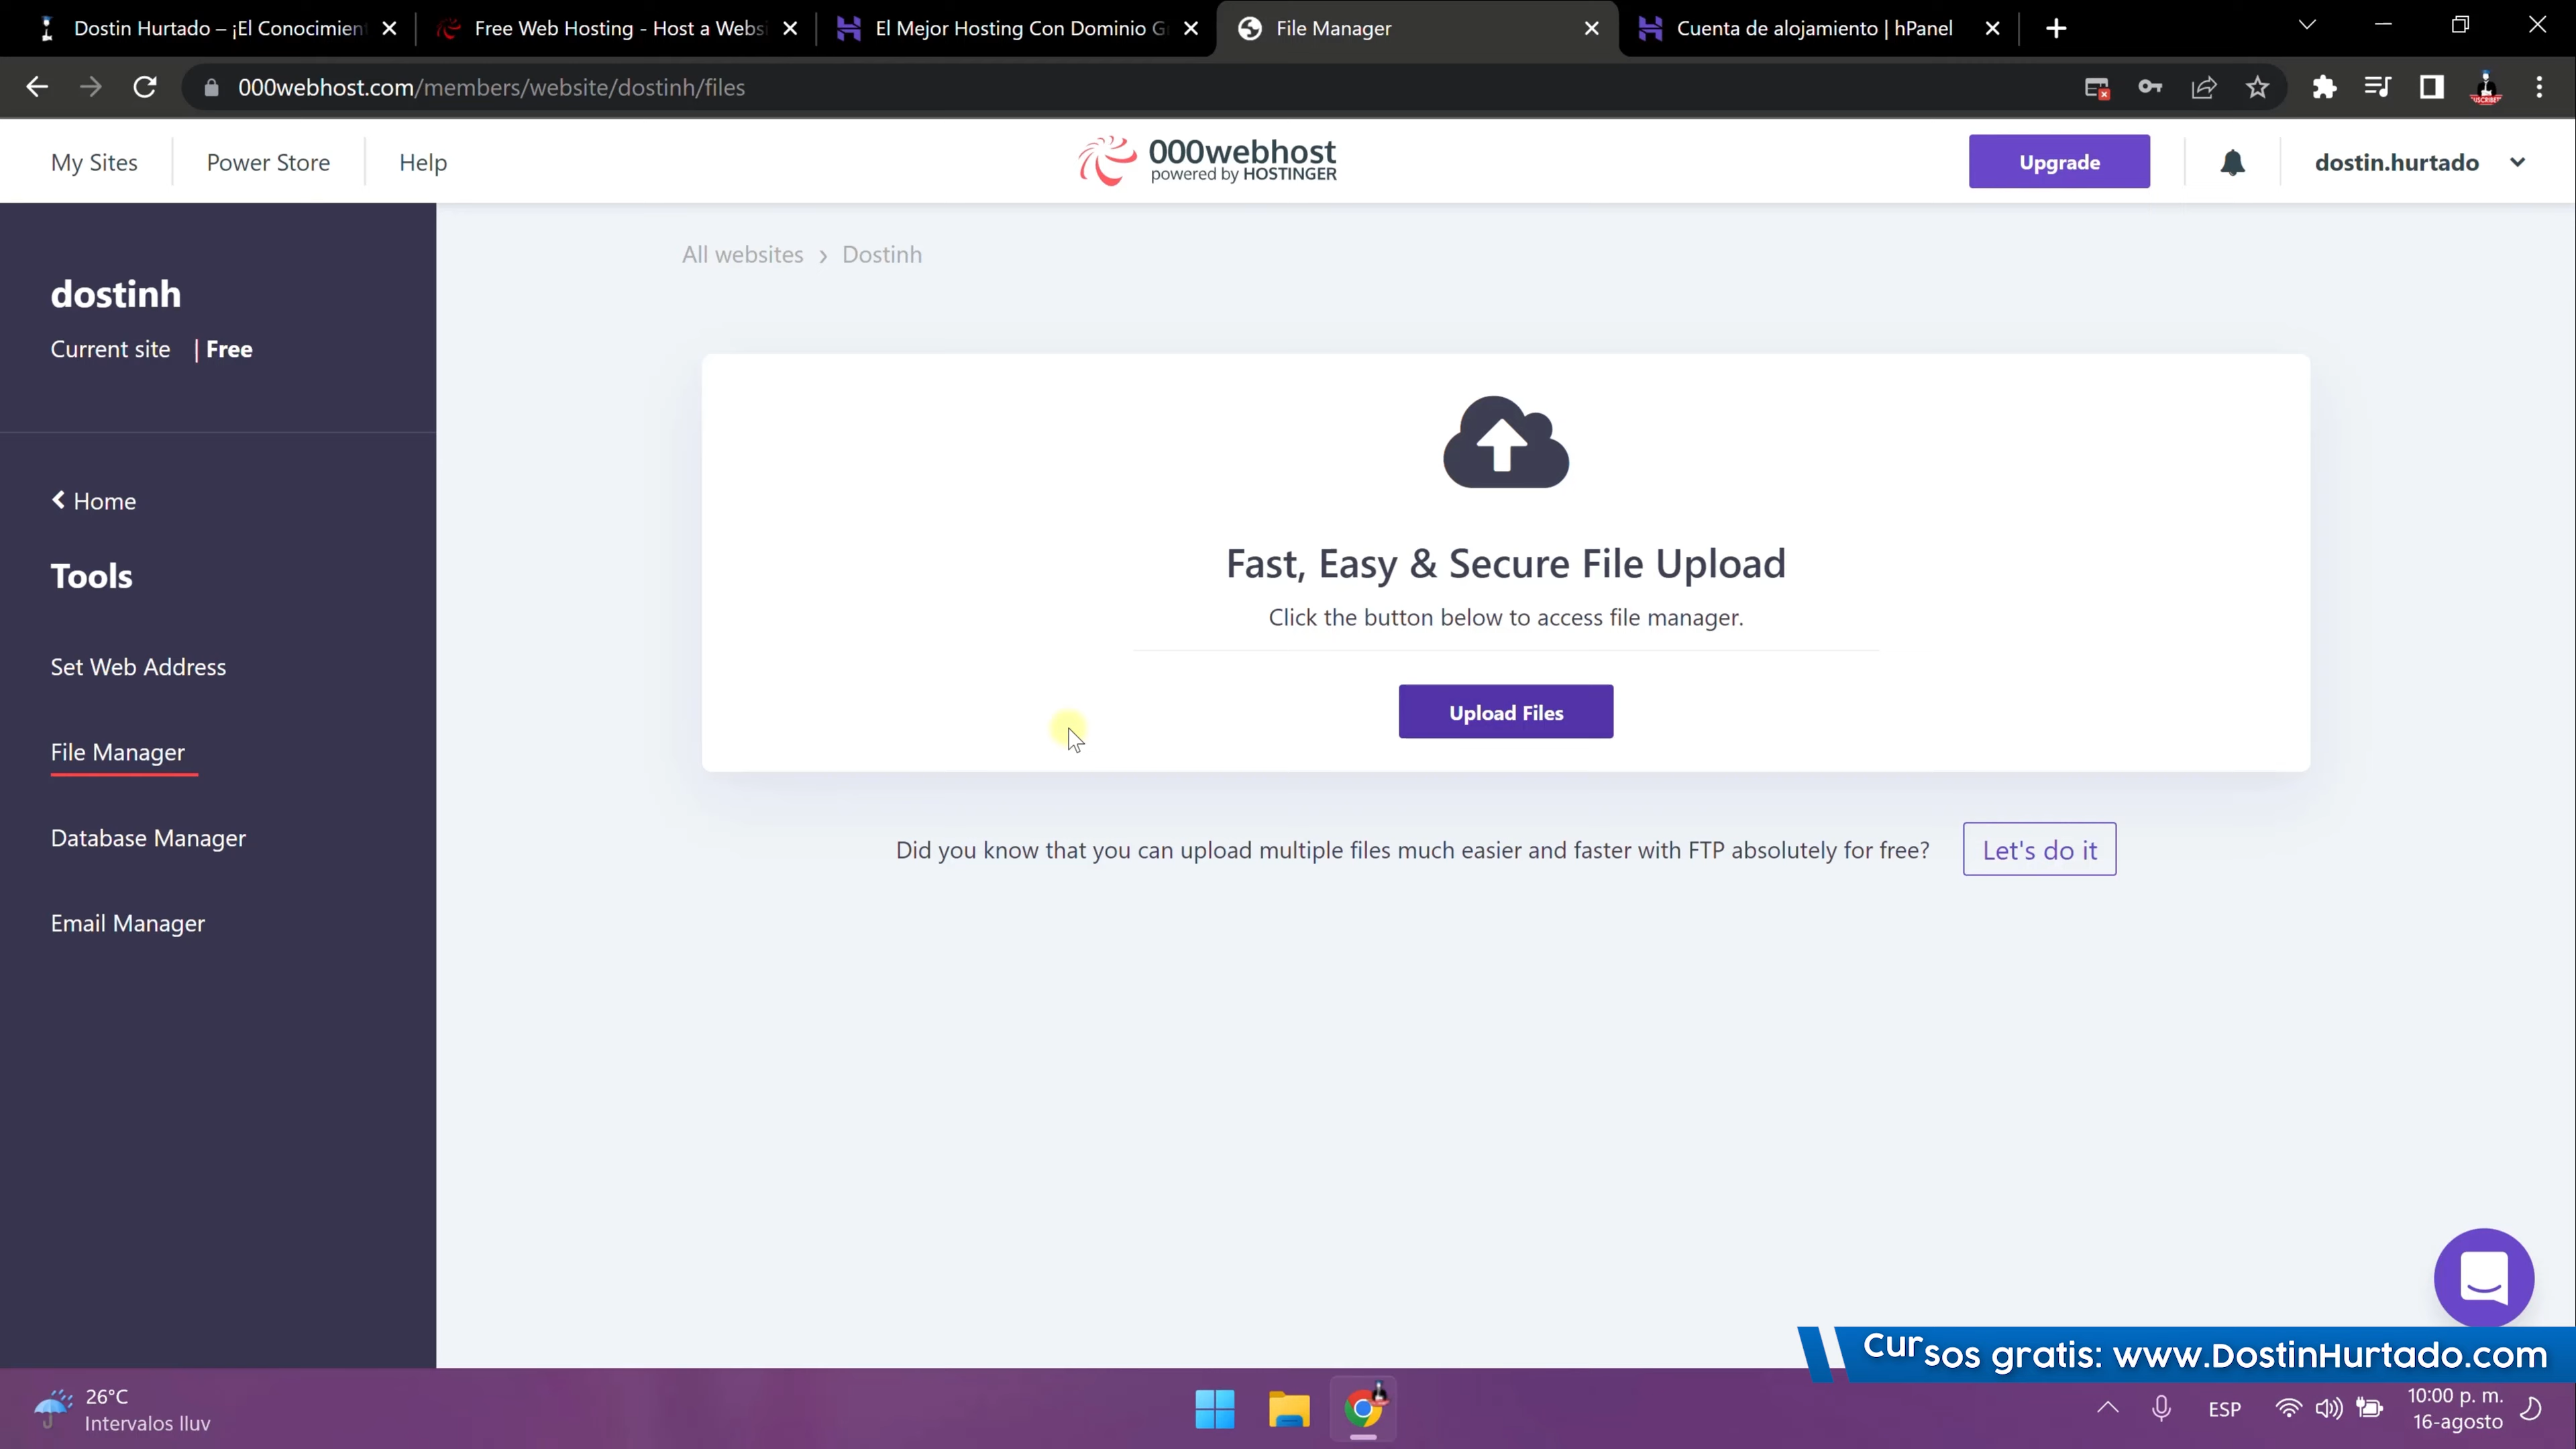 Dostin Hurtado – ¡El Conocimien
Free Web Hosting - Host a Websi
El Mejor Hosting Con Dominio Gr
File Manager
Cuenta de alojamiento | hPanel
000webhost.com/members/website/dostinh/files
My Sites
Power Store
Help
000webhost
powered by HOSTINGER
Upgrade
dostin.hurtado
dostinh
Current site | Free
Home
Tools
Set Web Address
File Manager
Database Manager
Email Manager
All websites › Dostinh
Fast, Easy & Secure File Upload
Click the button below to access file manager.
Upload Files
Did you know that you can upload multiple files much easier and faster with FTP absolutely for free?
Let's do it
Cursos gratis: www.DostinHurtado.com
26°C
Intervalos lluv
ESP
10:00 p. m.
16-agosto